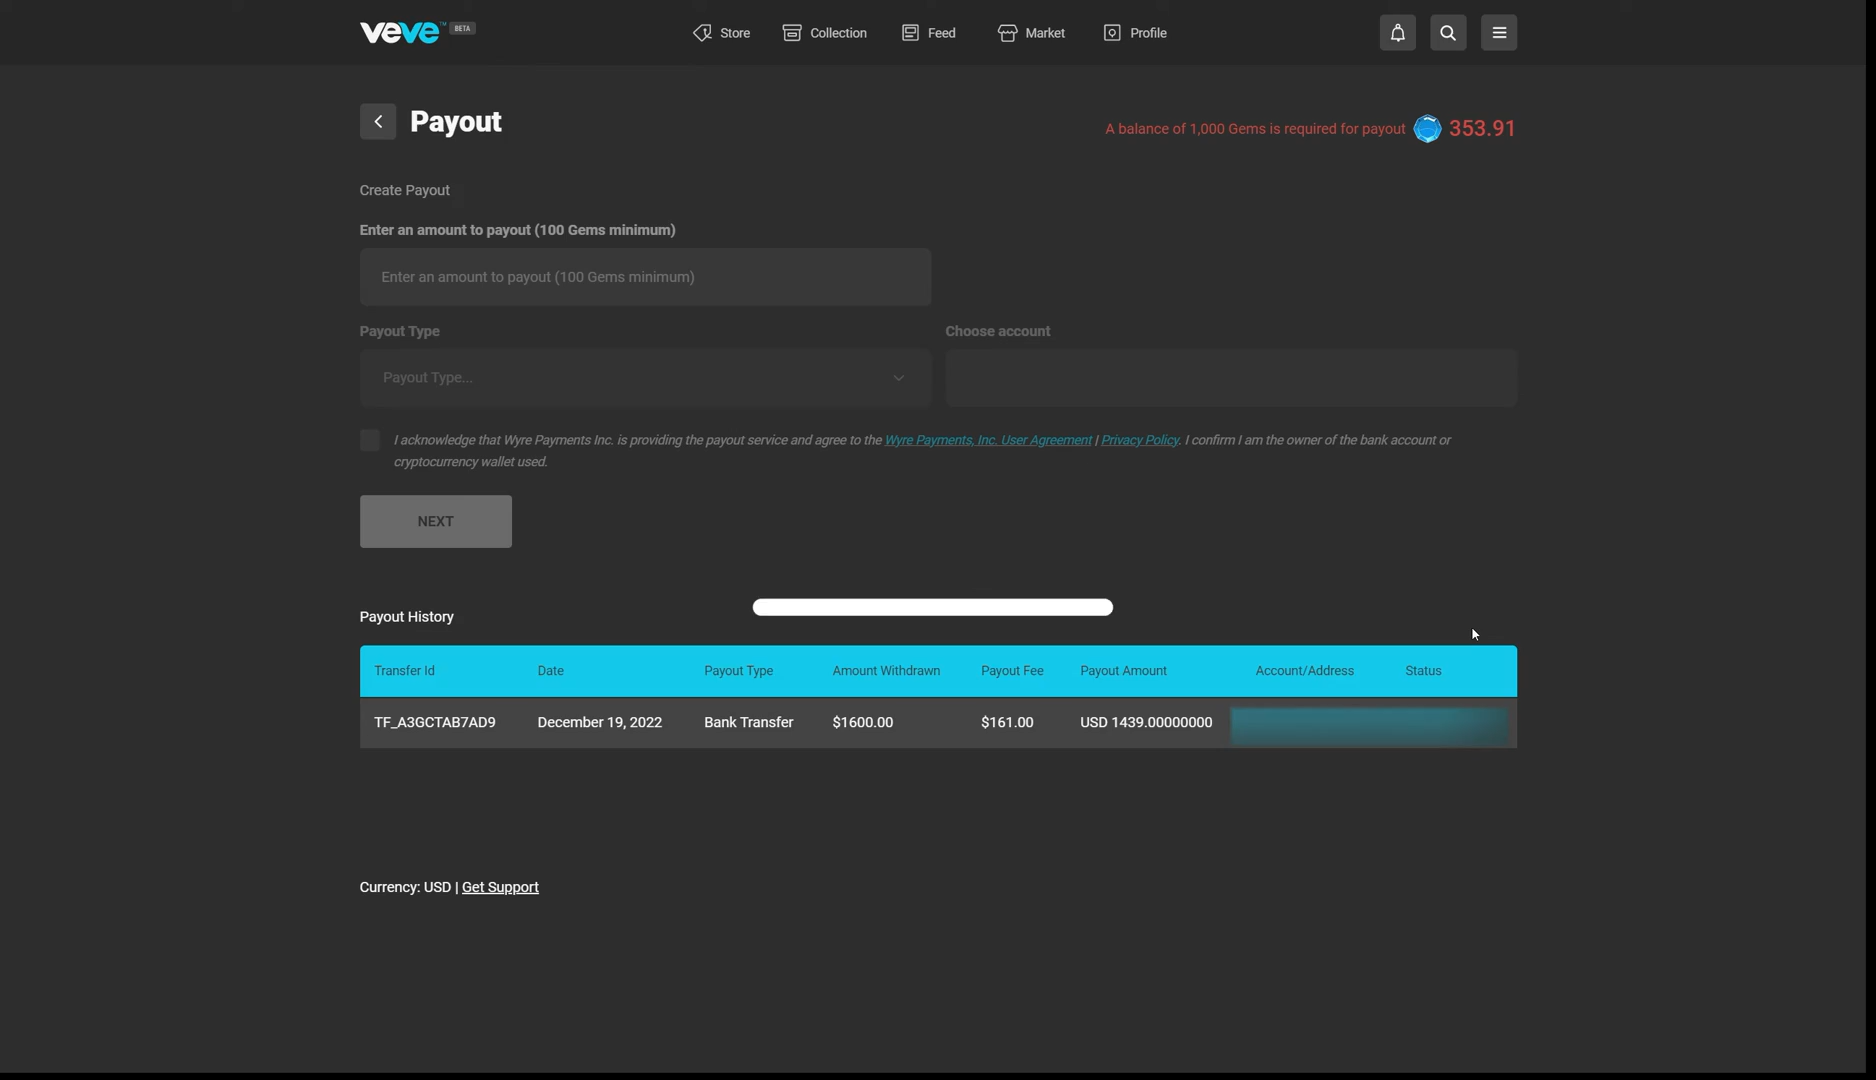 veve™ BETA
Store Collection Feed Market Profile
Payout
A balance of 1,000 Gems is required for payout 353.91
Create Payout
Enter an amount to payout (100 Gems minimum)
Enter an amount to payout (100 Gems minimum)
Payout Type Choose account
Payout Type...
I acknowledge that Wyre Payments Inc. is providing the payout service and agree to the Wyre Payments, Inc. User Agreement | Privacy Policy. I confirm I am the owner of the bank account or
cryptocurrency wallet used.
NEXT
Payout History
Transfer Id Date Payout Type Amount Withdrawn Payout Fee Payout Amount Account/Address Status
TF_A3GCTAB7AD9 December 19, 2022 Bank Transfer $1600.00 $161.00 USD 1439.00000000
Currency: USD | Get Support